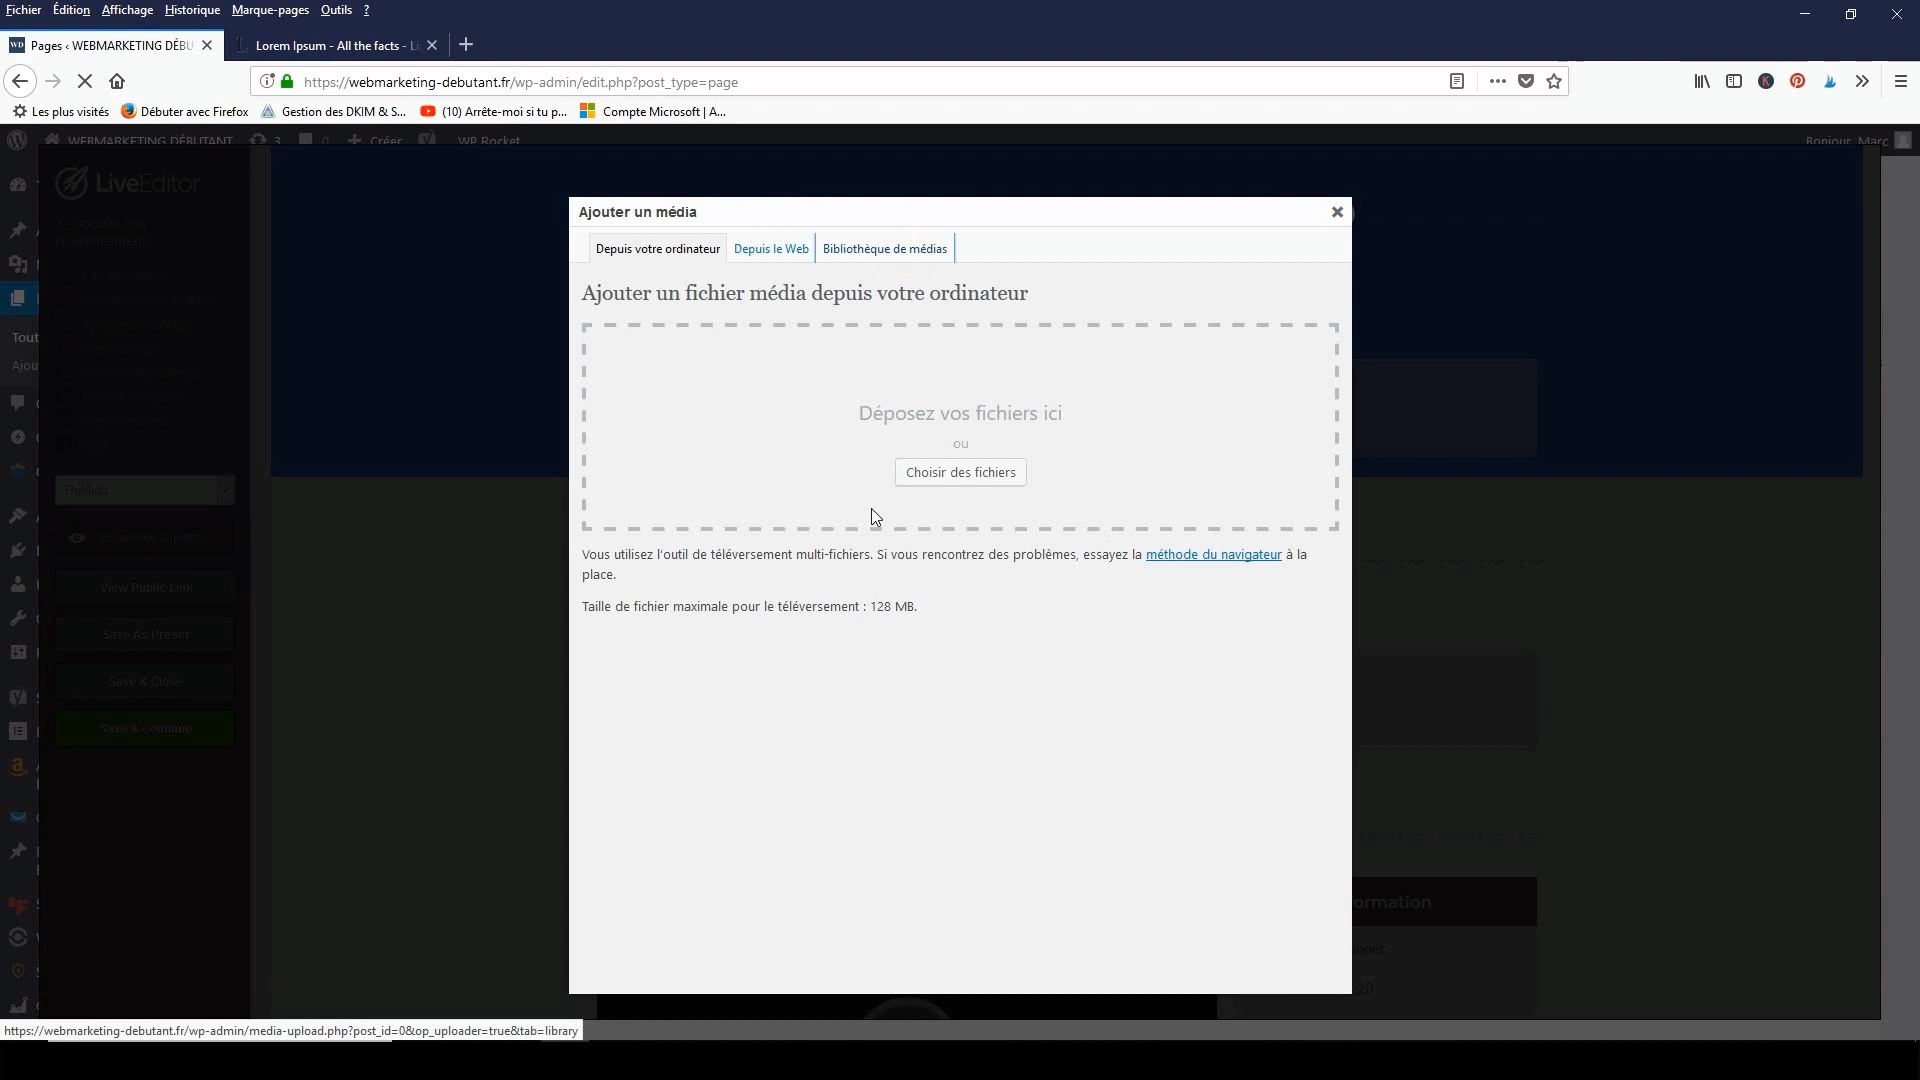 Fichier Édition Affichage Historique Marque-pages Outils ?
WD Pages ‹ WEBMARKETING DÉBU
Lorem Ipsum - All the facts - Li
https://webmarketing-debutant.fr/wp-admin/edit.php?post_type=page
Les plus visités Débuter avec Firefox Gestion des DKIM & S... (10) Arrête-moi si tu p... Compte Microsoft | A...
WEBMARKETING DÉBUTANT 3 0 Créer WP Rocket Bonjour, Marc
LiveEditor
Ajouter un média
Depuis votre ordinateur Depuis le Web Bibliothèque de médias
Ajouter un fichier média depuis votre ordinateur
Déposez vos fichiers ici
ou
Choisir des fichiers
Vous utilisez l'outil de téléversement multi-fichiers. Si vous rencontrez des problèmes, essayez la méthode du navigateur à la
place.
Taille de fichier maximale pour le téléversement : 128 MB.
Tout
Ajou
Publish
View Public Link
Save As Preset
Save & Close
Save & Continue
ormation
https://webmarketing-debutant.fr/wp-admin/media-upload.php?post_id=0&op_uploader=true&tab=library